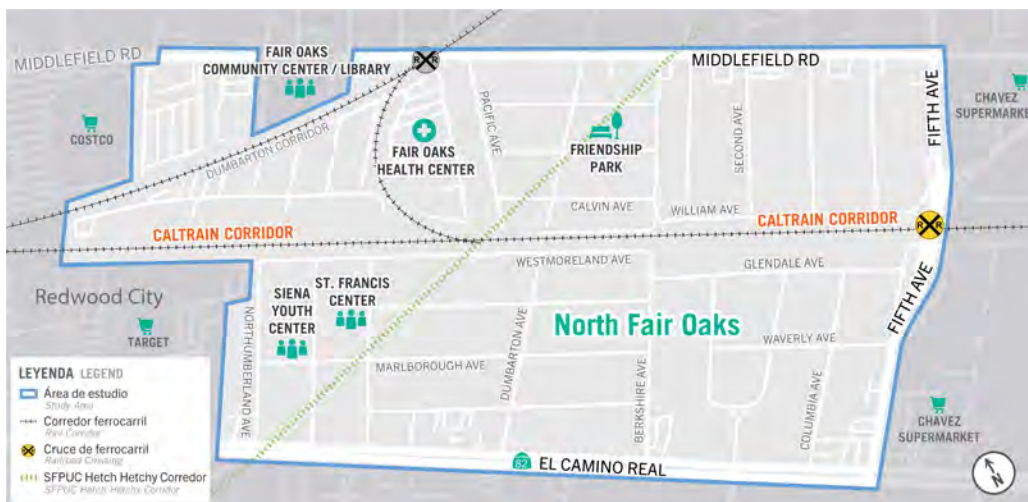 MIDDLEFIELD RD
FAIR OAKS
COMMUNITY CENTER / LIBRARY
R R
MIDDLEFIELD RD
COSTCO
DUMBARTON CORRIDOR
FAIR OAKS
HEALTH CENTER
PACIFIC AVE
FRIENDSHIP
PARK
SECOND AVE
FIFTH AVE
CHAVEZ
SUPERMARKET
CALVIN AVE
WILLIAM AVE
CALTRAIN CORRIDOR
CALTRAIN CORRIDOR
R R
WESTMORELAND AVE
GLENDALE AVE
FIFTH AVE
Redwood City
TARGET
NORTHUMBERLAND AVE
SIENA
YOUTH
CENTER
ST. FRANCIS
CENTER
MARLBOROUGH AVE
DUMBARTON AVE
North Fair Oaks
BERKSHIRE AVE
WAVERLY AVE
COLUMBIA AVE
CHAVEZ
SUPERMARKET
82
EL CAMINO REAL
LEYENDA LEGEND
Área de estudio
Study Area
Corredor ferrocarril
Rail Corridor
Cruce de ferrocarril
Railroad Crossing
SFPUC Hetch Hetchy Corredor
SFPUC Hetch Hetchy Corridor
N